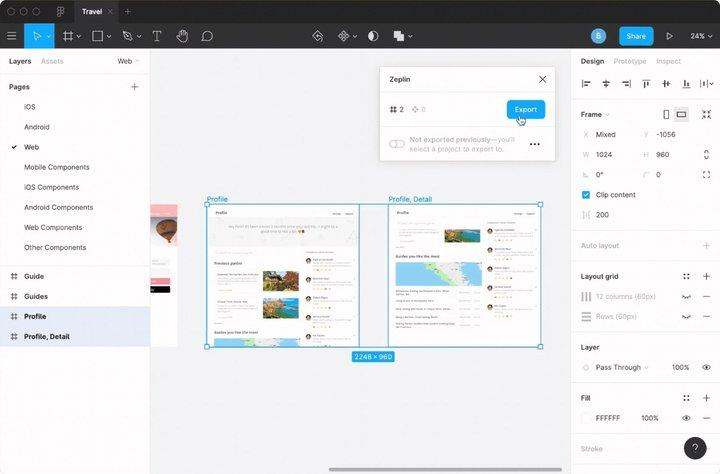 Travel
24%
B
Share
Layers
Assets
Web
Design
Prototype
Inspect
Pages
iOS
Android
Web
Mobile Components
iOS Components
Android Components
Web Components
Other Components
Guide
Guides
Profile
Profile, Detail
Zeplin
2
0
Export
Not exported previously—you'll
select a project to export to.
Profile
Profile, Detail
Profile
Previous guides
Guides you like the most
Profile
Guides you like the most
2248 × 960
Frame
X Mixed
Y -1056
W 1024
H 960
0°
0
Clip content
200
Auto layout
Layout grid
12 columns (60px)
Rows (60px)
Layer
Pass Through
100%
Fill
FFFFFF
100%
Stroke
?